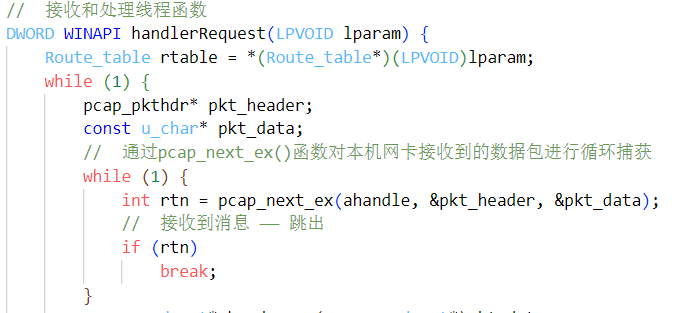 //  接收和处理线程函数
DWORD WINAPI handlerRequest(LPVOID lparam) {
    Route_table rtable = *(Route_table*)(LPVOID)lparam;
    while (1) {
        pcap_pkthdr* pkt_header;
        const u_char* pkt_data;
        //  通过pcap_next_ex()函数对本机网卡接收到的数据包进行循环捕获
        while (1) {
            int rtn = pcap_next_ex(ahandle, &pkt_header, &pkt_data);
            //  接收到消息 —— 跳出
            if (rtn)
                break;
        }